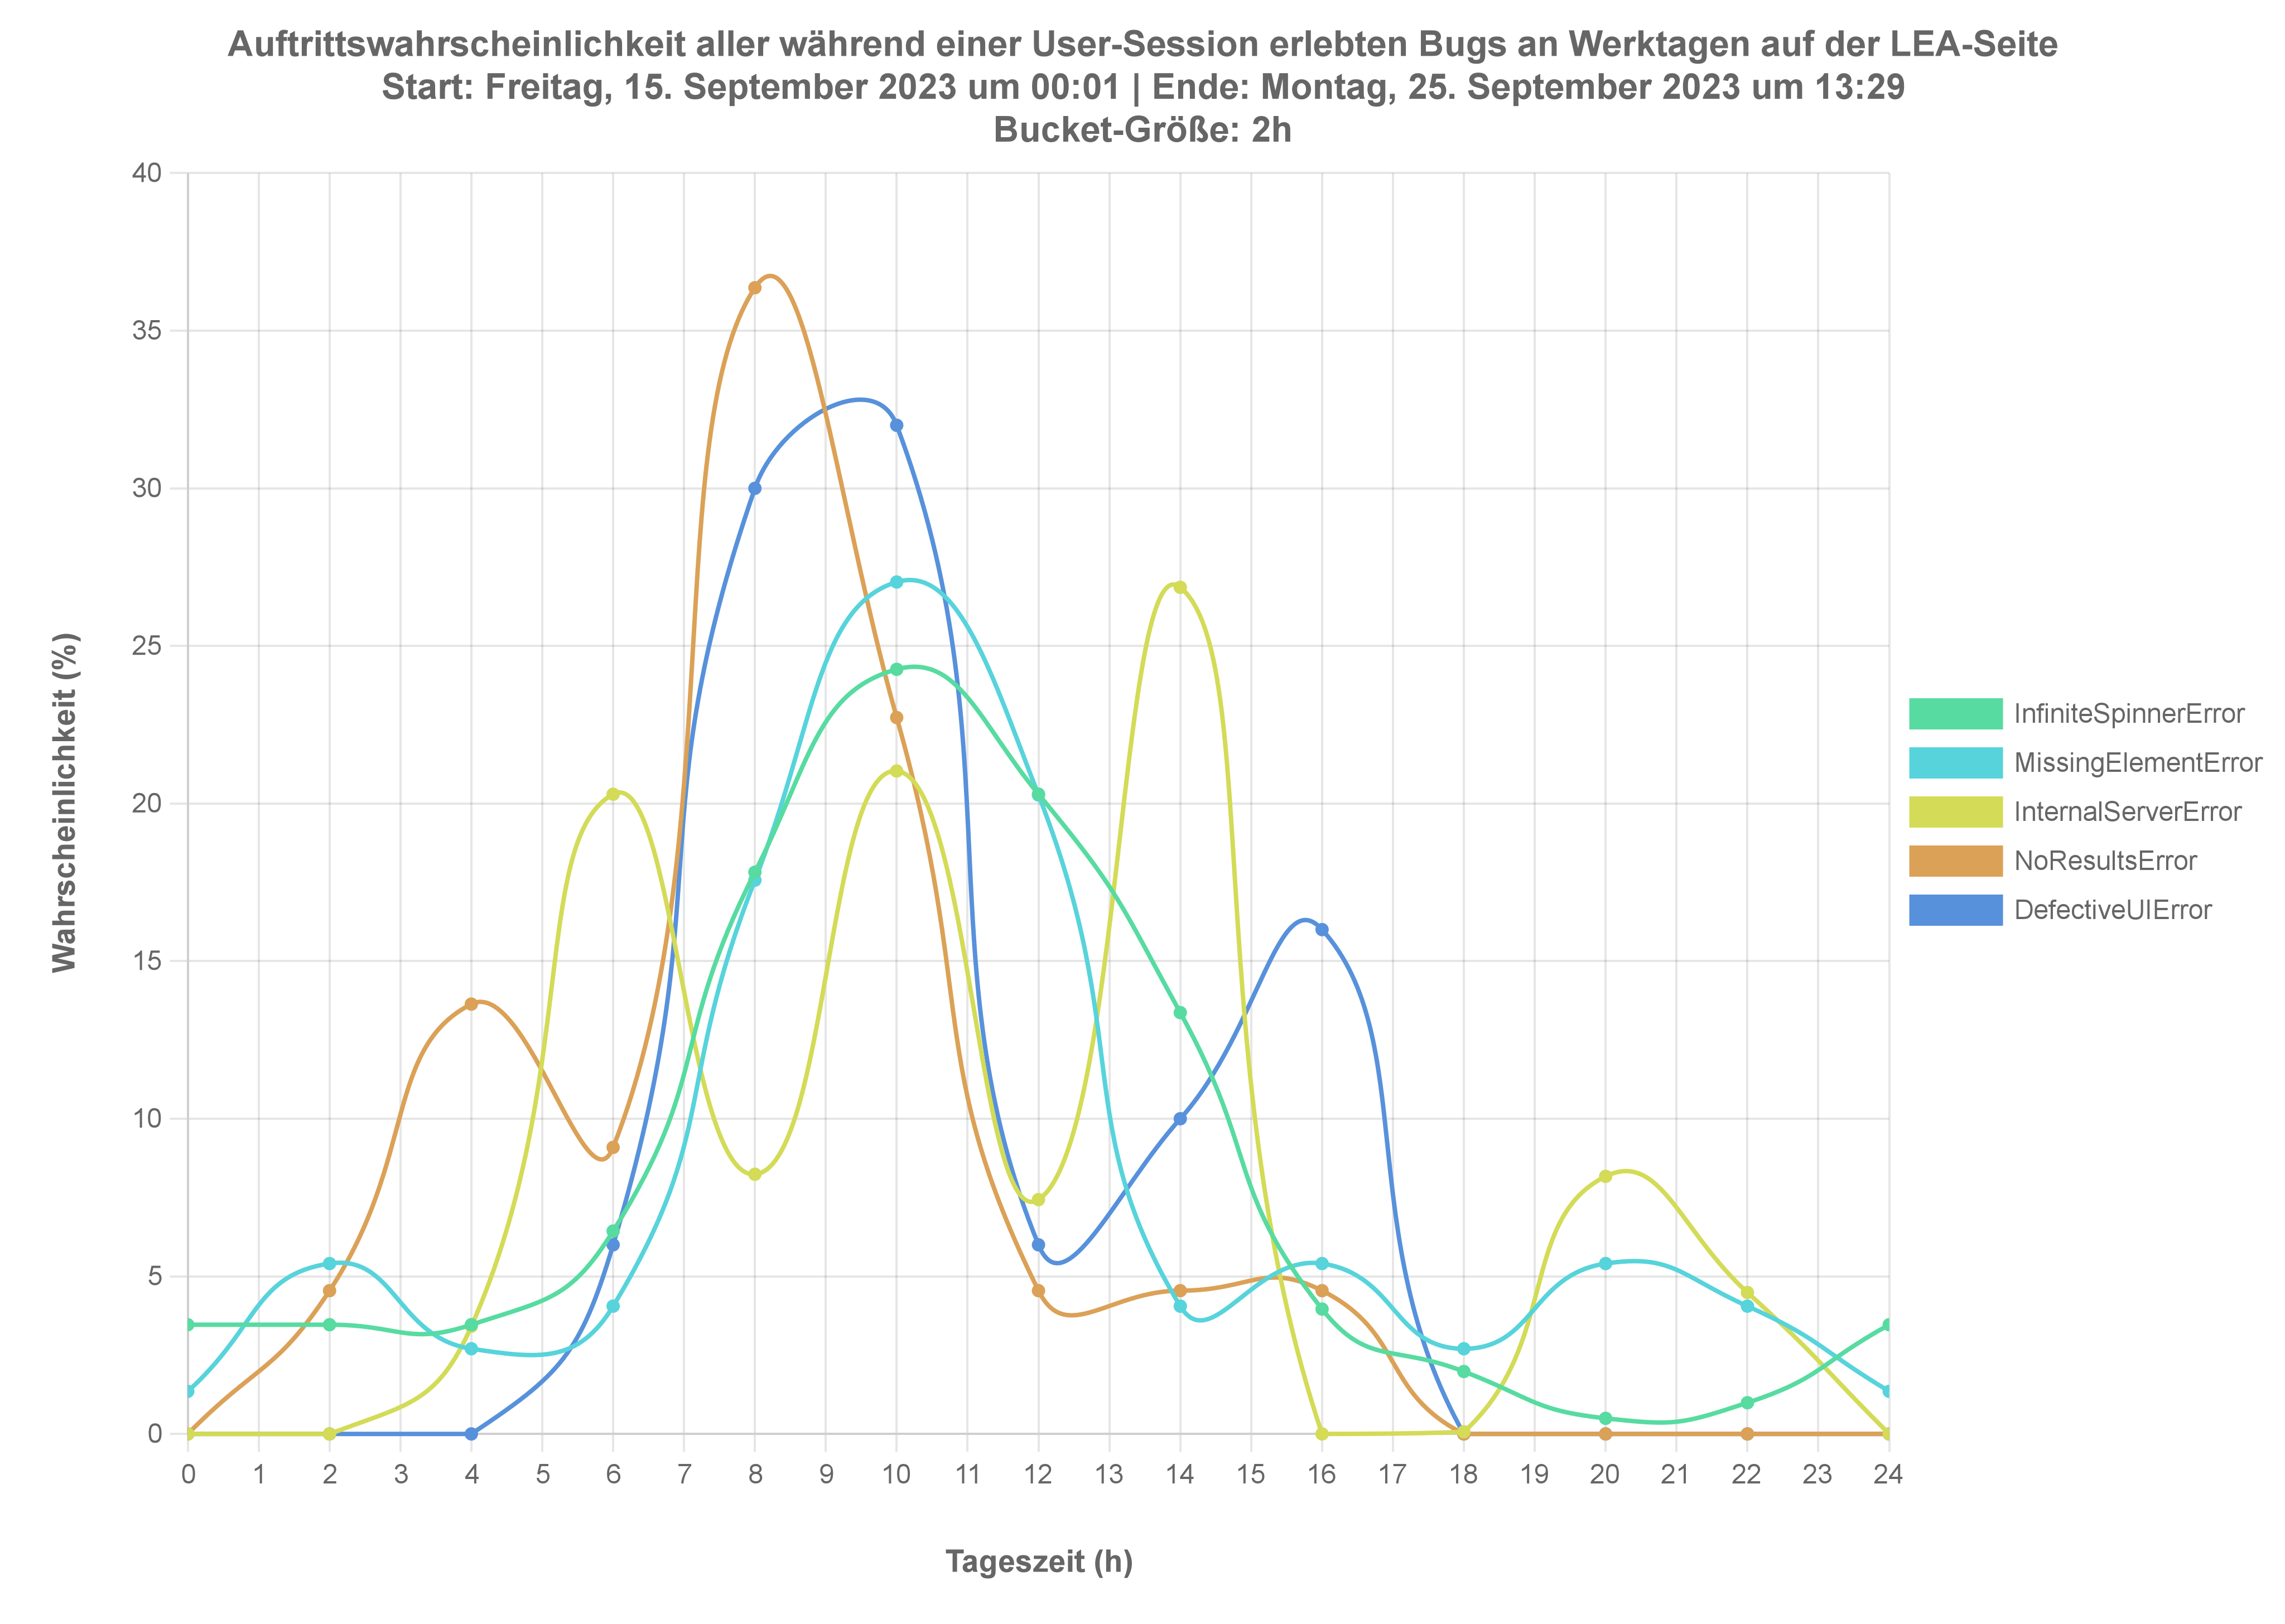 Auftrittswahrscheinlichkeit aller während einer User-Session erlebten Bugs an Werktagen auf der LEA-Seite
Start: Freitag, 15. September 2023 um 00:01 | Ende: Montag, 25. September 2023 um 13:29
Bucket-Größe: 2h
Wahrscheinlichkeit (%)
40
35
30
25
20
15
10
5
0
0 1 2 3 4 5 6 7 8 9 10 11 12 13 14 15 16 17 18 19 20 21 22 23 24
Tageszeit (h)
InfiniteSpinnerError
MissingElementError
InternalServerError
NoResultsError
DefectiveUIError